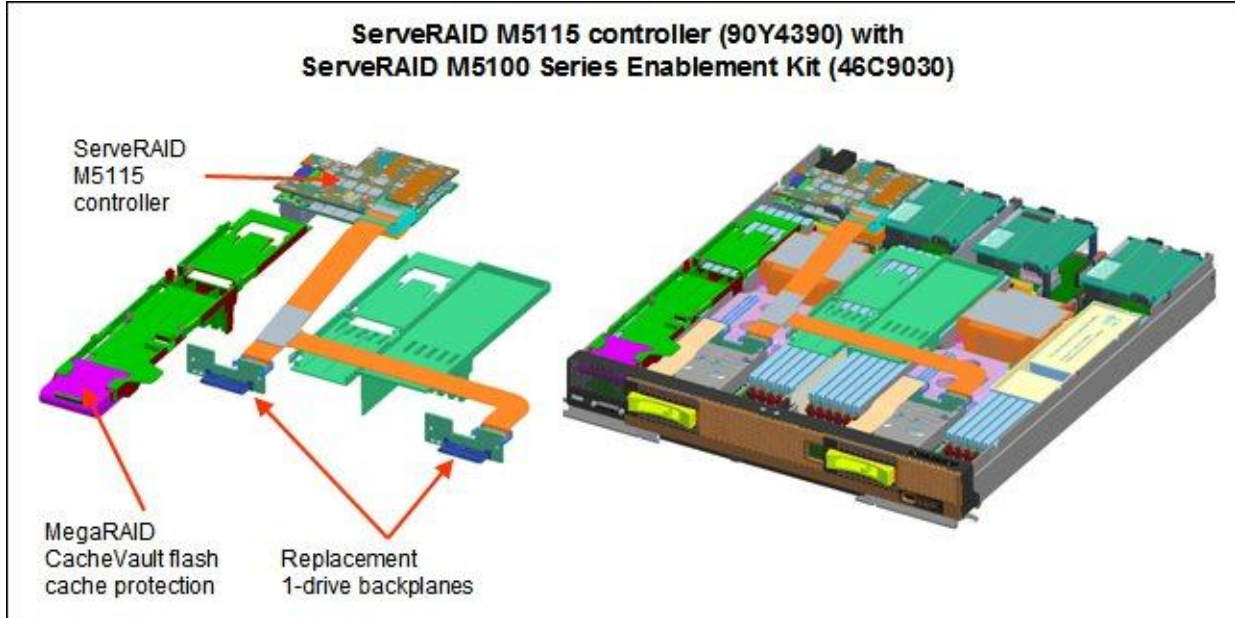 ServeRAID M5115 controller (90Y4390) with
ServeRAID M5100 Series Enablement Kit (46C9030)
ServeRAID
M5115
controller
MegaRAID
CacheVault flash
cache protection
Replacement
1-drive backplanes